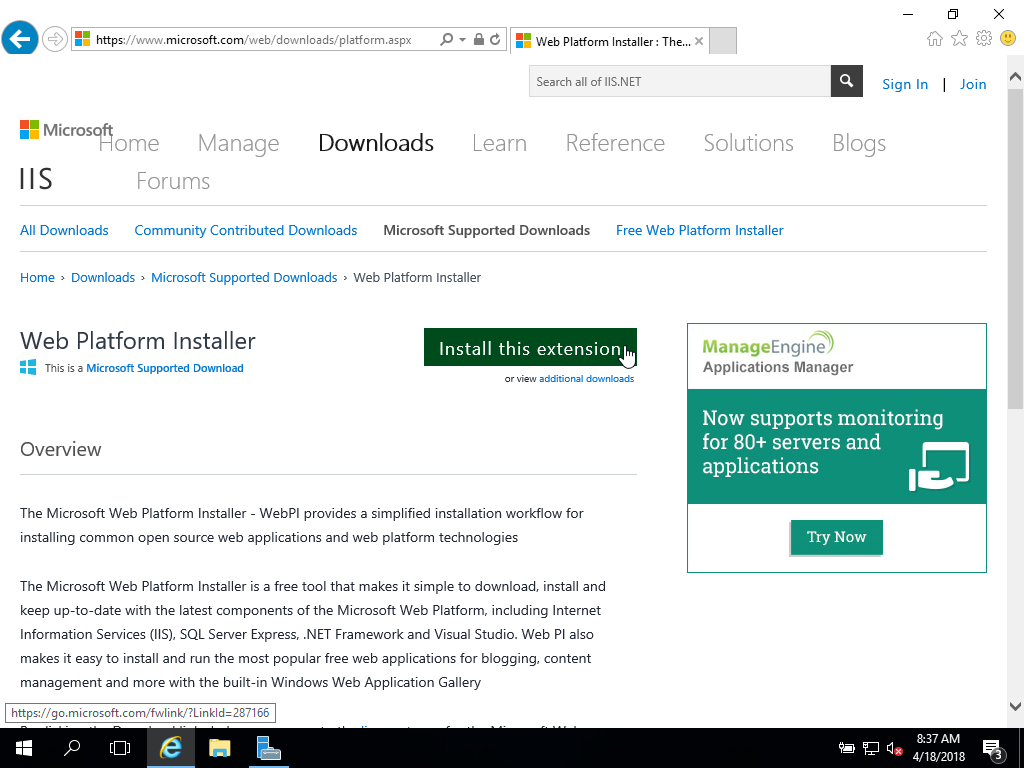 https://www.microsoft.com/web/downloads/platform.aspx
Web Platform Installer : The...
Search all of IIS.NET
Sign In | Join
Microsoft
IIS
Home Manage Downloads Learn Reference Solutions Blogs
Forums
All Downloads Community Contributed Downloads Microsoft Supported Downloads Free Web Platform Installer
Home › Downloads › Microsoft Supported Downloads › Web Platform Installer
Web Platform Installer
This is a Microsoft Supported Download
Install this extension
or view additional downloads
ManageEngine
Applications Manager
Now supports monitoring
for 80+ servers and
applications
Try Now
Overview
The Microsoft Web Platform Installer - WebPI provides a simplified installation workflow for
installing common open source web applications and web platform technologies
The Microsoft Web Platform Installer is a free tool that makes it simple to download, install and
keep up-to-date with the latest components of the Microsoft Web Platform, including Internet
Information Services (IIS), SQL Server Express, .NET Framework and Visual Studio. Web PI also
makes it easy to install and run the most popular free web applications for blogging, content
management and more with the built-in Windows Web Application Gallery
https://go.microsoft.com/fwlink/?LinkId=287166
8:37 AM
4/18/2018
3